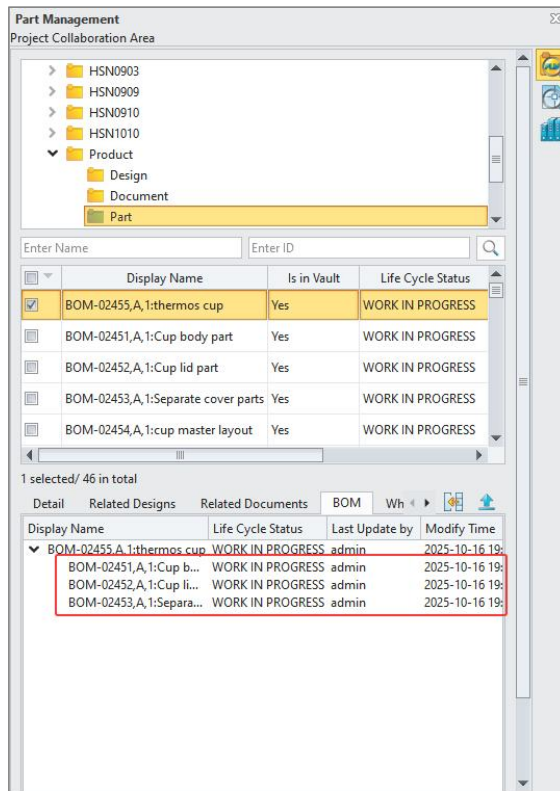 Part Management
Project Collaboration Area
HSN0903
HSN0909
HSN0910
HSN1010
Product
Design
Document
Part
Enter Name Enter ID
Display Name Is in Vault Life Cycle Status
BOM-02455,A,1:thermos cup Yes WORK IN PROGRESS
BOM-02451,A,1:Cup body part Yes WORK IN PROGRESS
BOM-02452,A,1:Cup lid part Yes WORK IN PROGRESS
BOM-02453,A,1:Separate cover parts Yes WORK IN PROGRESS
BOM-02454,A,1:cup master layout Yes WORK IN PROGRESS
1 selected/ 46 in total
Detail Related Designs Related Documents BOM Wh
Display Name Life Cycle Status Last Update by Modify Time
BOM-02455,A,1:thermos cup WORK IN PROGRESS admin 2025-10-16 19:
BOM-02451,A,1:Cup b... WORK IN PROGRESS admin 2025-10-16 19:
BOM-02452,A,1:Cup li... WORK IN PROGRESS admin 2025-10-16 19:
BOM-02453,A,1:Separa... WORK IN PROGRESS admin 2025-10-16 19: